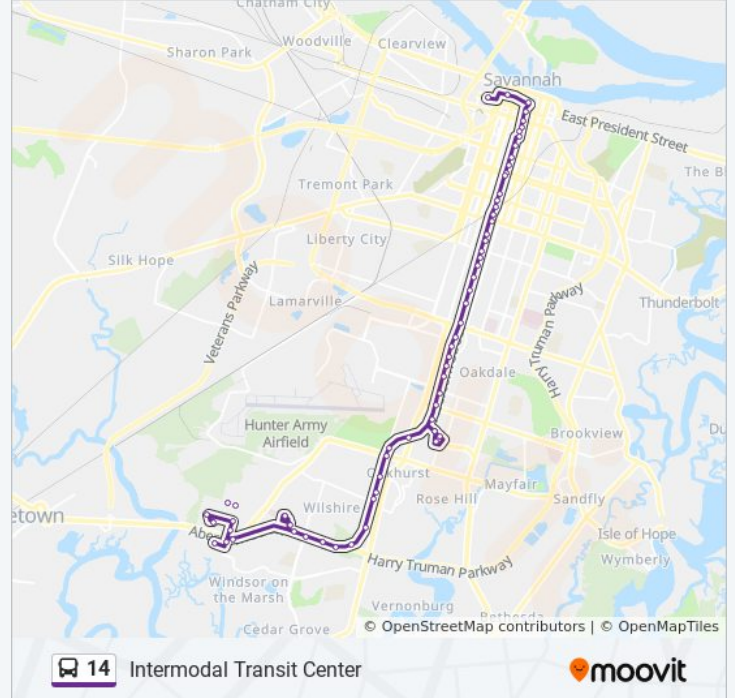 Chatham City
Woodville
Clearview
Sharon Park
Savannah
East President Street
The B
Tremont Park
Liberty City
Silk Hope
Veterans Parkway
Lamarville
Harry Truman Parkway
Thunderbolt
Oakdale
Hunter Army
Airfield
Brookview
Du
Oakhurst
Mayfair
Rose Hill
Sandfly
Wilshire
etown
Abe
Isle of Hope
Wymberly
Harry Truman Parkway
Windsor on
the Marsh
Vernonburg
Bethesda
Cedar Grove
© OpenStreetMap contributors | © OpenMapTiles
14 Intermodal Transit Center
moovit